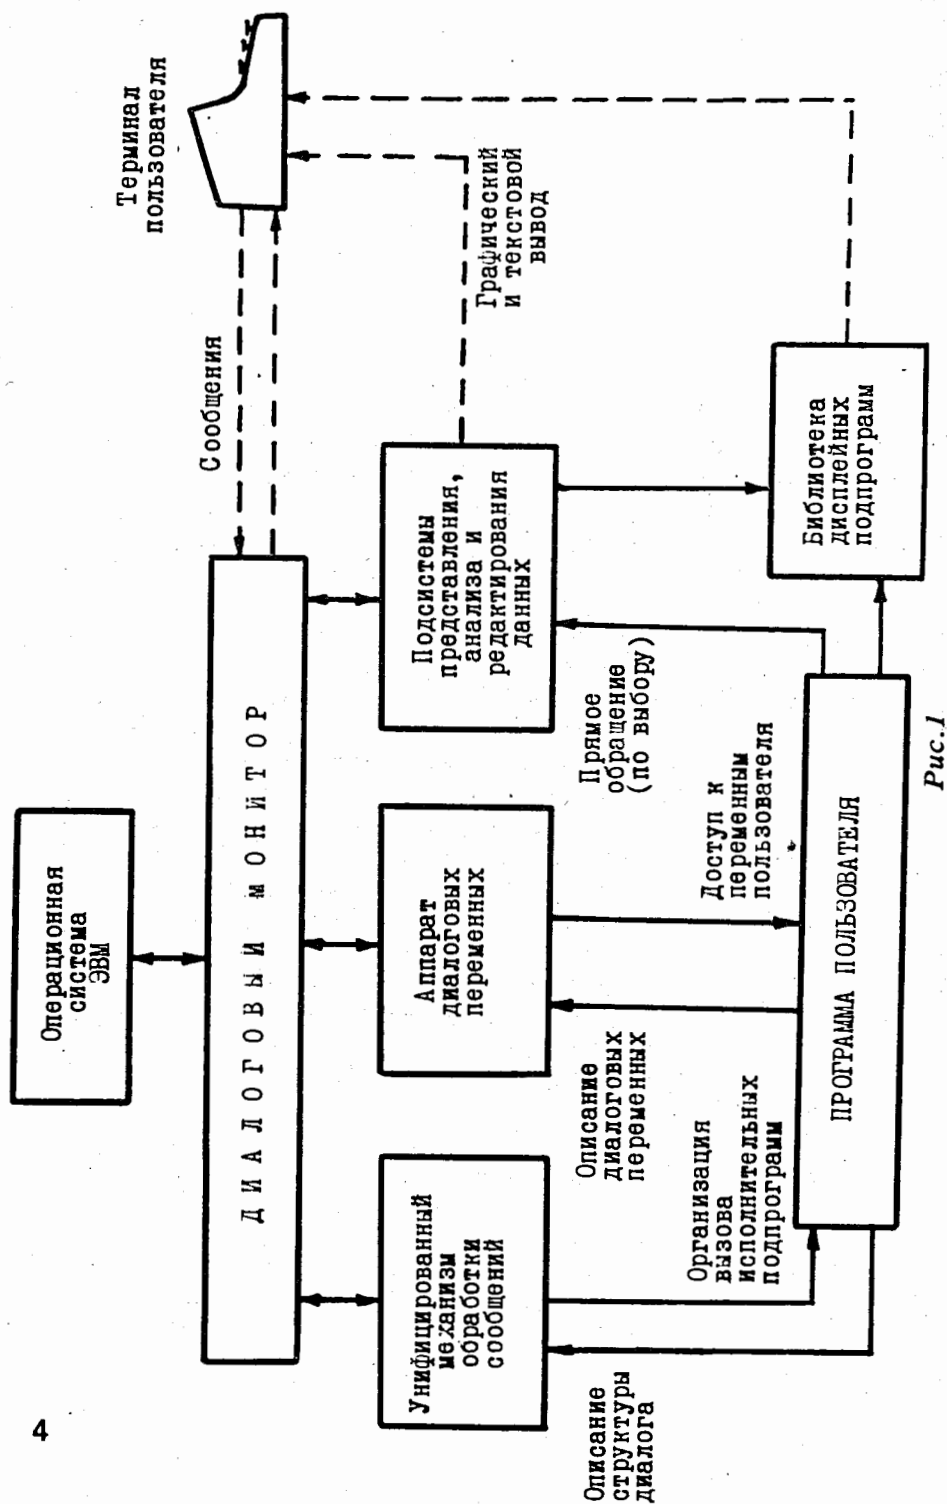 4
Операционная
система
ЭВМ
Терминал
пользователя
Сообщения
ДИАЛОГОВЫЙ МОНИТОР
Унифицированный
механизм
обработки
сообщений
Аппарат
диалоговых
переменных
Подсистемы
представления,
анализа и
редактирования
данных
Графический
и текстовой
вывод
Описание
структуры
диалога
Организация
вызова
исполнительных
подпрограмм
Описание
диалоговых
переменных
Доступ к
переменным
пользователя
Прямое
обращение
(по выбору)
Библиотека
дисплейных
подпрограмм
ПРОГРАММА ПОЛЬЗОВАТЕЛЯ
Рис.1